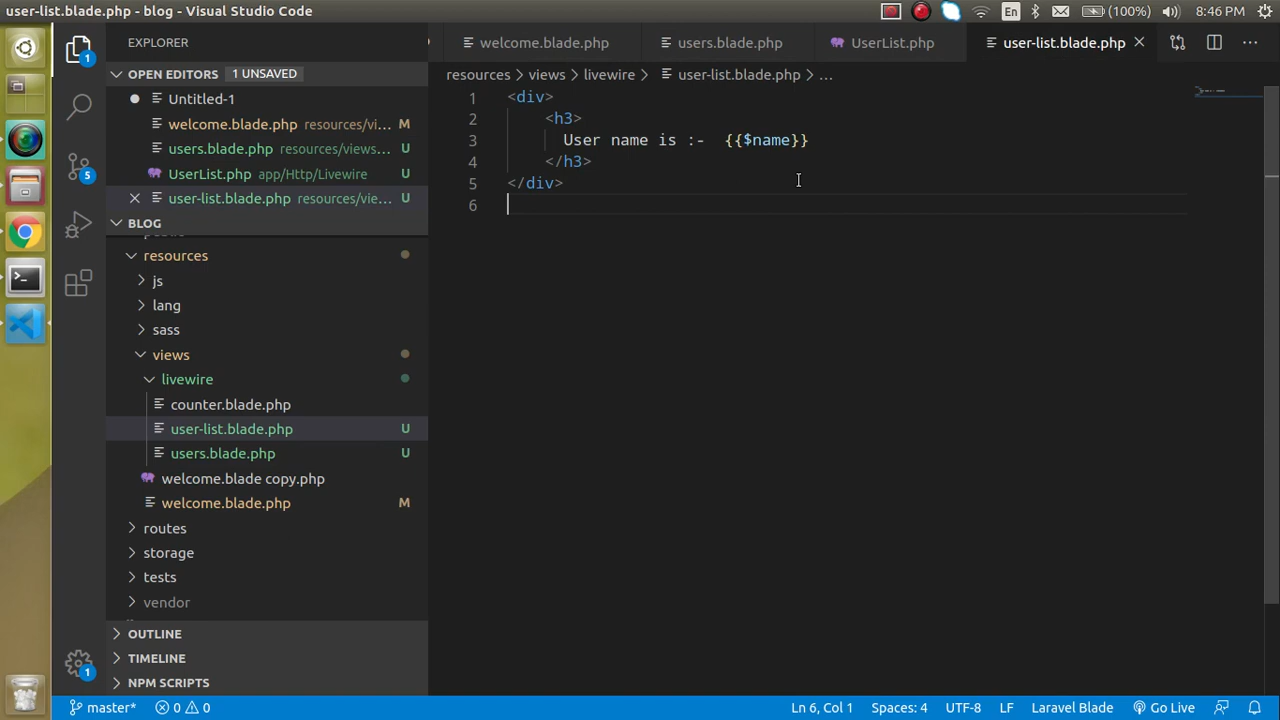 user-list.blade.php - blog - Visual Studio Code
En
(100%)
8:46 PM
EXPLORER
welcome.blade.php
users.blade.php
UserList.php
user-list.blade.php
OPEN EDITORS
1 UNSAVED
resources > views > livewire > user-list.blade.php > ...
Untitled-1
welcome.blade.php resources/vi... M
users.blade.php resources/views... U
UserList.php app/Http/Livewire U
user-list.blade.php resources/vie... U
1 <div>
2 <h3>
3 User name is :- {{$name}}
4 </h3>
5 </div>
6
BLOG
resources
js
lang
sass
views
livewire
counter.blade.php
user-list.blade.php U
users.blade.php U
welcome.blade copy.php
welcome.blade.php M
routes
storage
tests
vendor
OUTLINE
TIMELINE
NPM SCRIPTS
1
5
1
master*
0
0
Ln 6, Col 1
Spaces: 4
UTF-8
LF
Laravel Blade
Go Live